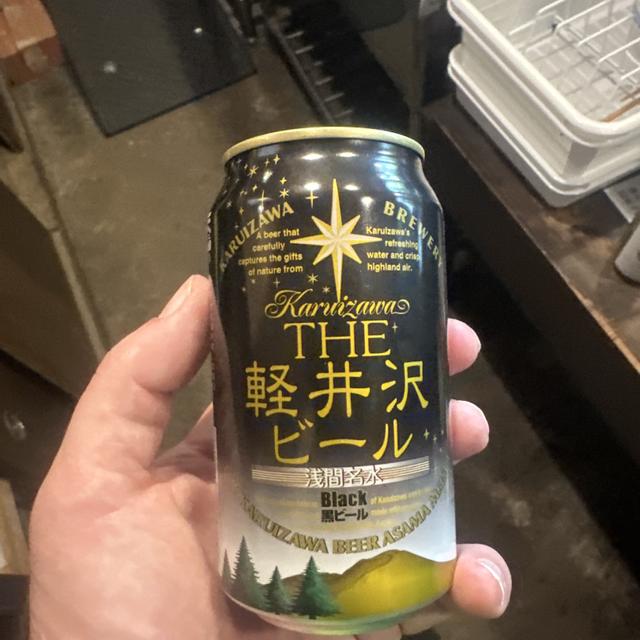 KARUIZAWA BREWERY
A beer that
carefully
captures the gifts
of nature from
Karuizawa's
refreshing
water and crisp
highland air.
Karuizawa
THE
軽井沢
ビール
浅間名水
Black
黒ビール
KARUIZAWA BEER ASAMA